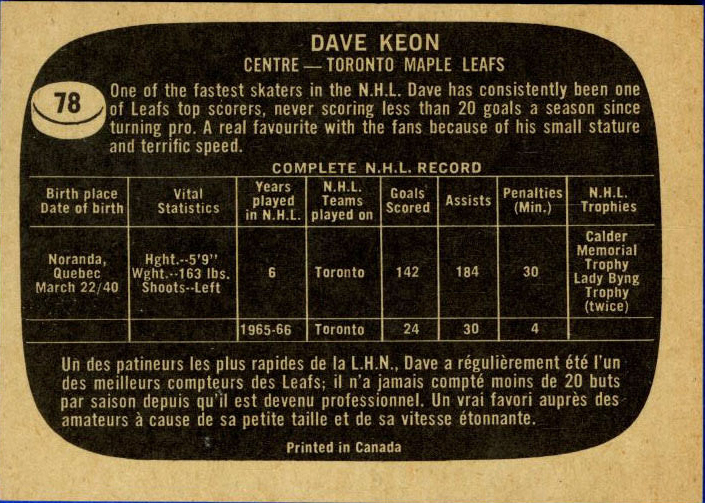 DAVE KEON
CENTRE — TORONTO MAPLE LEAFS
78
One of the fastest skaters in the N.H.L. Dave has consistently been one
of Leafs top scorers, never scoring less than 20 goals a season since
turning pro. A real favourite with the fans because of his small stature
and terrific speed.
COMPLETE N.H.L. RECORD
Birth place
Date of birth
Vital
Statistics
Years
played
in N.H.L.
N.H.L.
Teams
played on
Goals
Scored
Assists
Penalties
(Min.)
N.H.L.
Trophies
Noranda,
Quebec
March 22/40
Hght.--5'9''
Wght.--163 lbs.
Shoots--Left
6
Toronto
142
184
30
Calder
Memorial
Trophy
Lady Byng
Trophy
(twice)
1965-66
Toronto
24
30
4
Un des patineurs les plus rapides de la L.H.N., Dave a régulièrement été l'un
des meilleurs compteurs des Leafs; il n'a jamais compté moins de 20 buts
par saison depuis qu'il est devenu professionnel. Un vrai favori auprès des
amateurs à cause de sa petite taille et de sa vitesse étonnante.
Printed in Canada